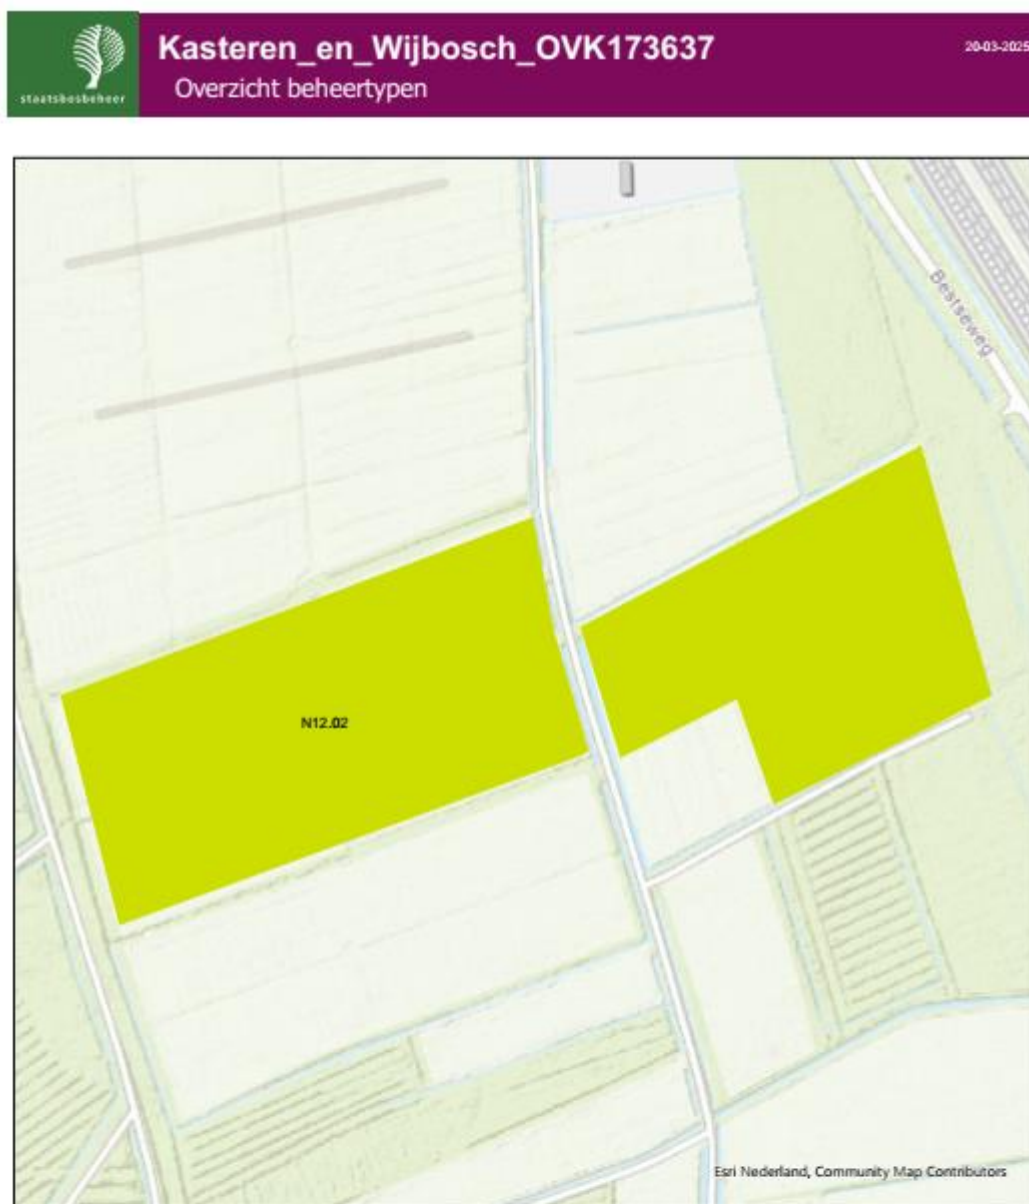 staatsbosbeheer
Kasteren_en_Wijbosch_OVK173637
20-03-2025
Overzicht beheertypen
Bestseweg
N12.02
Esri Nederland, Community Map Contributors